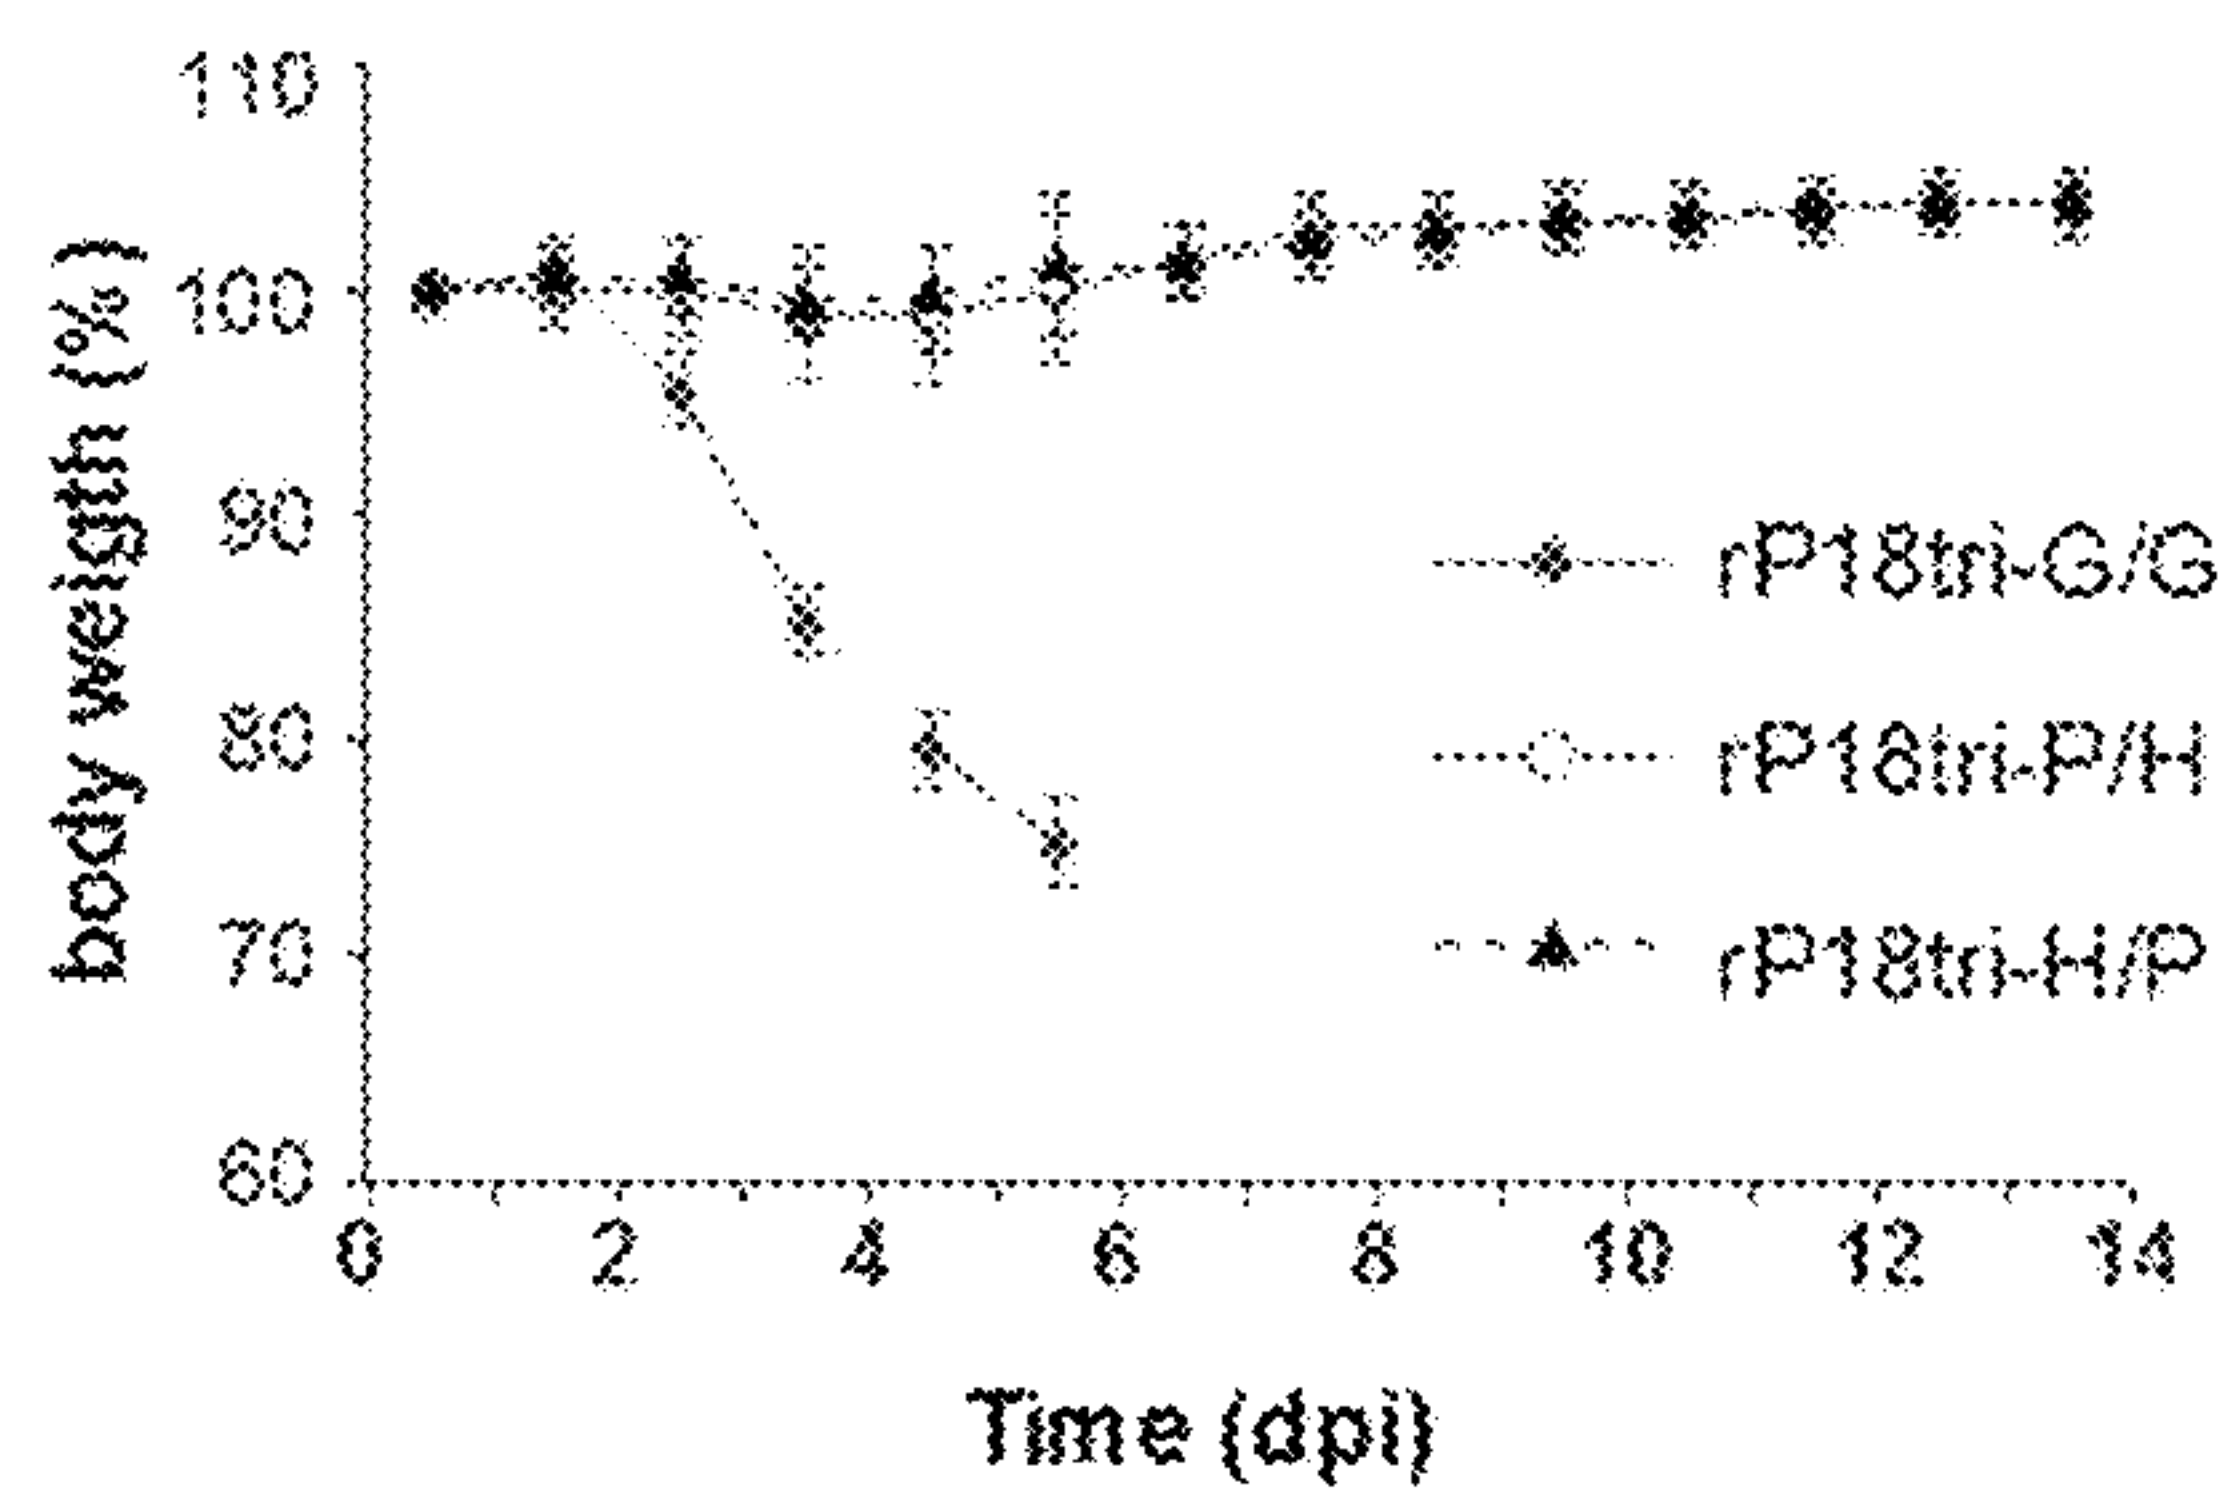 110
100
90
80
70
60
body weight (%)
0 2 4 6 8 10 12 14
Time (dpi)
rP18tri-G/G
rP18tri-P/H
rP18tri-H/P